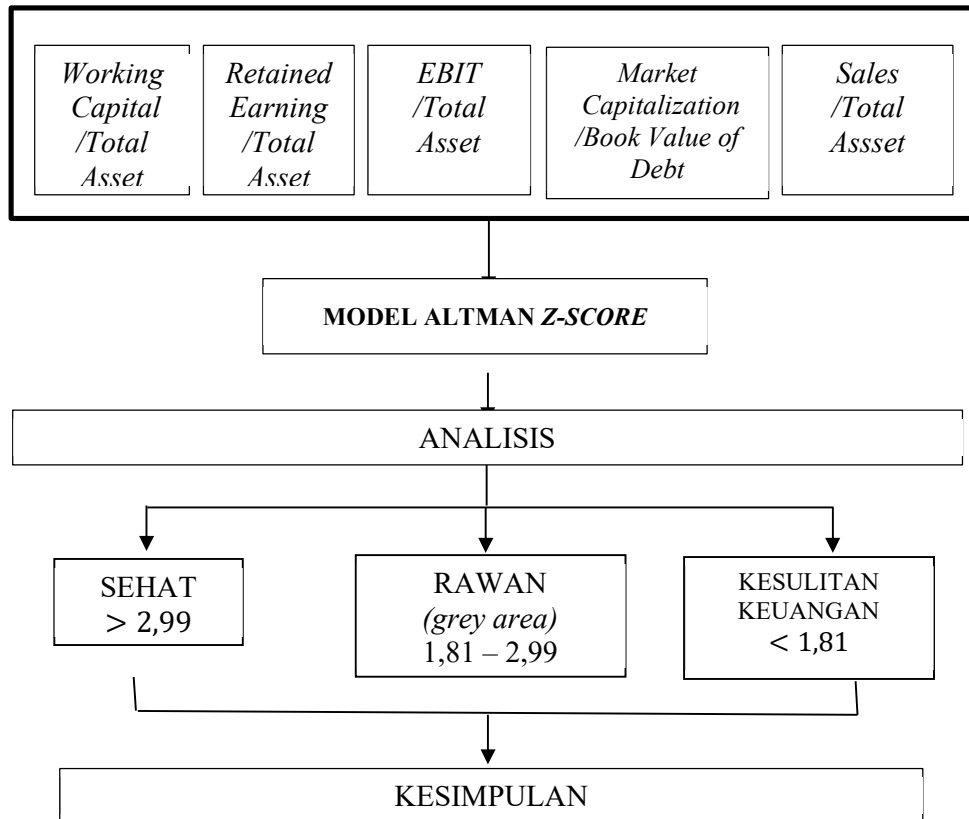 Working
Capital
/Total
Asset
Retained
Earning
/Total
Asset
EBIT
/Total
Asset
Market
Capitalization
/Book Value of
Debt
Sales
/Total
Assset
MODEL ALTMAN Z-SCORE
ANALISIS
SEHAT
> 2,99
RAWAN
(grey area)
1,81 – 2,99
KESULITAN
KEUANGAN
< 1,81
KESIMPULAN